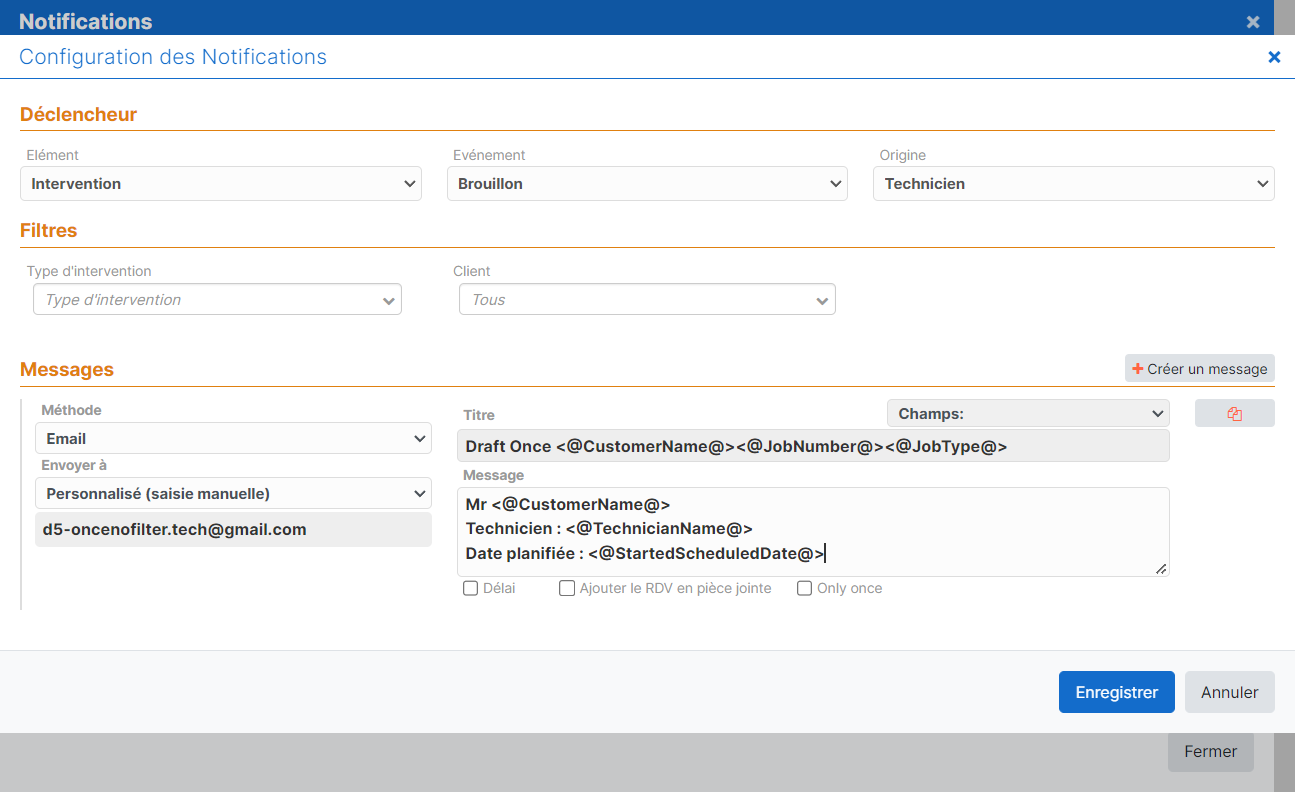 Notifications
Configuration des Notifications
Déclencheur
Elément
Evénement
Origine
Intervention
Brouillon
Technicien
Filtres
Type d'intervention
Client
Type d'intervention
Tous
Messages
Créer un message
Méthode
Email
Envoyer à
Personnalisé (saisie manuelle)
d5-oncenofilter.tech@gmail.com
Titre
Champs:
Draft Once <@CustomerName@><@JobNumber@><@JobType@>
Message
Mr <@CustomerName@>
Technicien : <@TechnicianName@>
Date planifiée : <@StartedScheduledDate@>
Délai
Ajouter le RDV en pièce jointe
Only once
Enregistrer
Annuler
Fermer